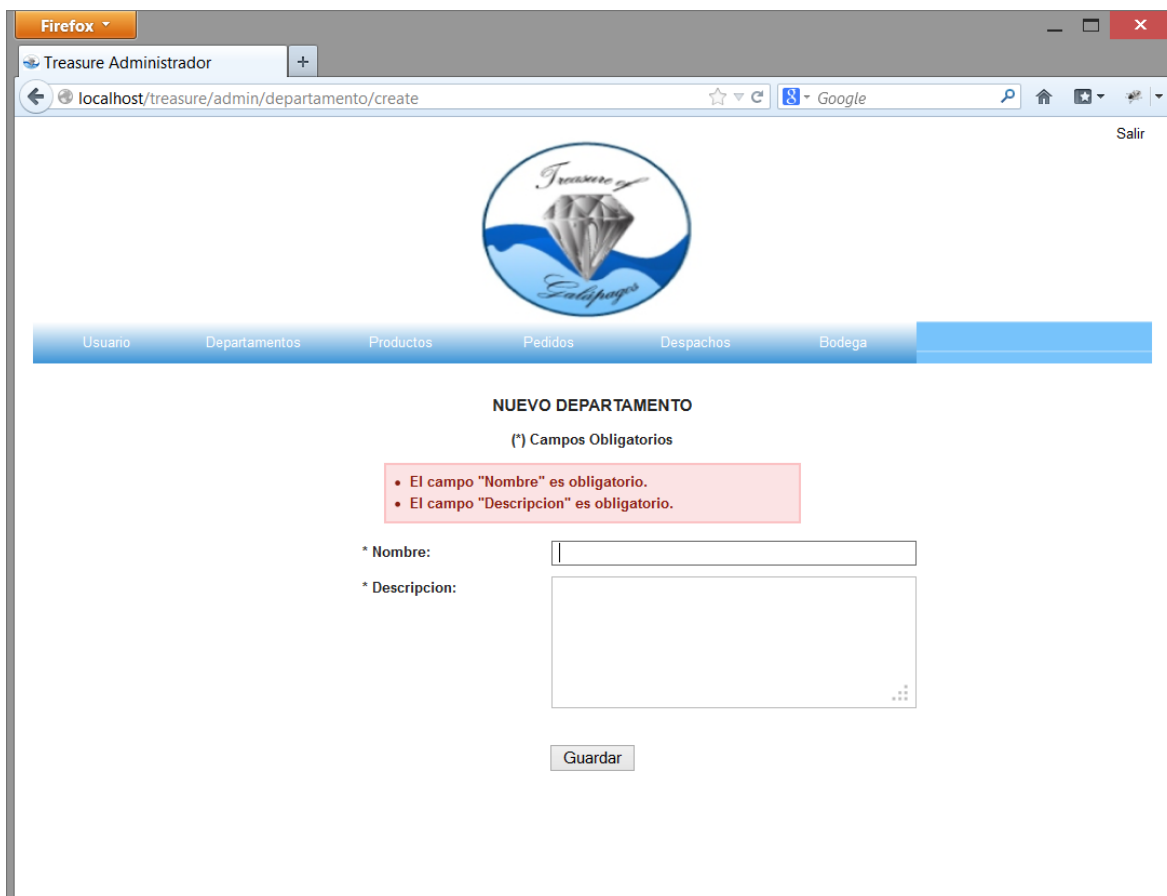 Firefox
Treasure Administrador
+
localhost/treasure/admin/departamento/create
8 Google
Salir
Treasure of
Galápagos
Usuario Departamentos Productos Pedidos Despachos Bodega
NUEVO DEPARTAMENTO
(*) Campos Obligatorios
• El campo "Nombre" es obligatorio.
• El campo "Descripcion" es obligatorio.
* Nombre:
* Descripcion:
Guardar